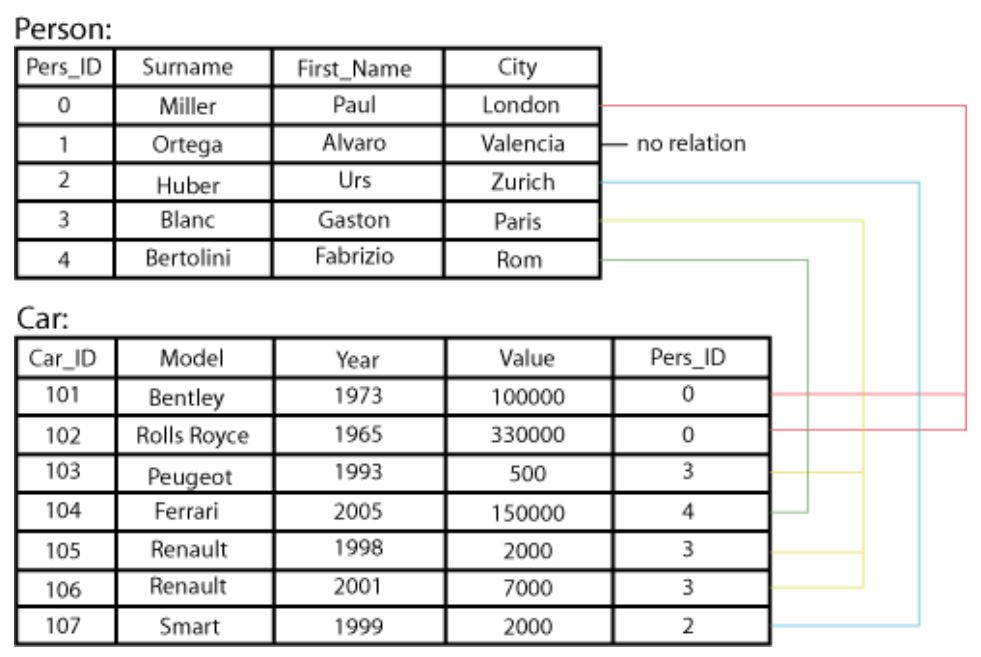 Person:
Pers_ID Surname First_Name City
0 Miller Paul London
1 Ortega Alvaro Valencia no relation
2 Huber Urs Zurich
3 Blanc Gaston Paris
4 Bertolini Fabrizio Rom
Car:
Car_ID Model Year Value Pers_ID
101 Bentley 1973 100000 0
102 Rolls Royce 1965 330000 0
103 Peugeot 1993 500 3
104 Ferrari 2005 150000 4
105 Renault 1998 2000 3
106 Renault 2001 7000 3
107 Smart 1999 2000 2